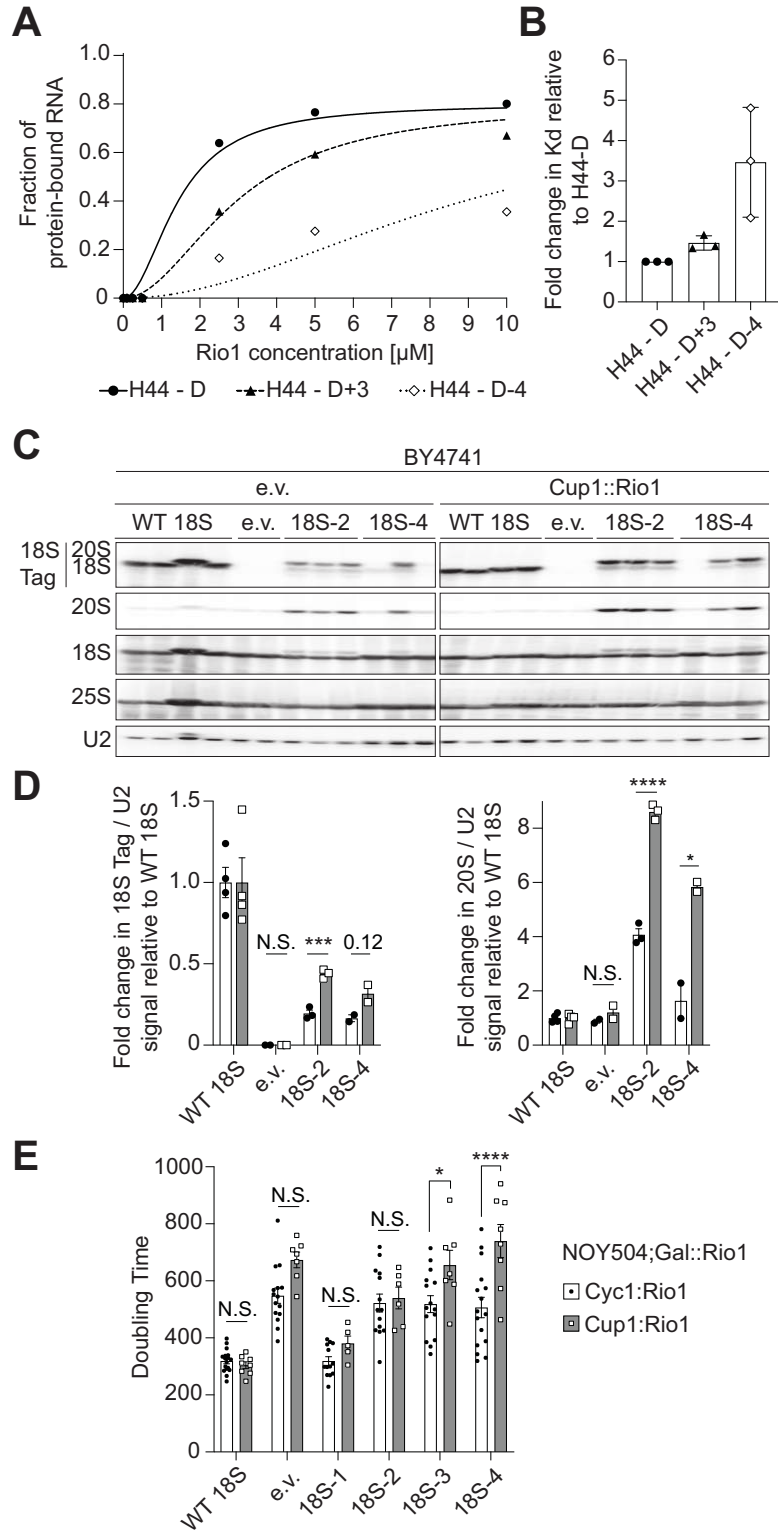 A
Fraction of
protein-bound RNA
1.0
0.8
0.6
0.4
0.2
0
0 1 2 3 4 5 6 7 8 9 10
Rio1 concentration [µM]
H44 - D H44 - D+3 H44 - D-4
B
Fold change in Kd relative
to H44-D
6
5
4
3
2
1
0
H44 - D
H44 - D+3
H44 - D-4
C
BY4741
e.v. Cup1::Rio1
WT 18S e.v. 18S-2 18S-4 WT 18S e.v. 18S-2 18S-4
18S
Tag
20S
18S
20S
18S
25S
U2
D
Fold change in 18S Tag / U2
signal relative to WT 18S
1.5
1.0
0.5
0
N.S. *** 0.12
WT 18S
e.v.
18S-2
18S-4
Fold change in 20S / U2
signal relative to WT 18S
8
6
4
2
0
N.S. **** *
WT 18S
e.v.
18S-2
18S-4
E
Doubling Time
1000
800
600
400
200
0
N.S. N.S. N.S. N.S. * ****
WT 18S
e.v.
18S-1
18S-2
18S-3
18S-4
NOY504;Gal::Rio1
Cyc1:Rio1
Cup1:Rio1